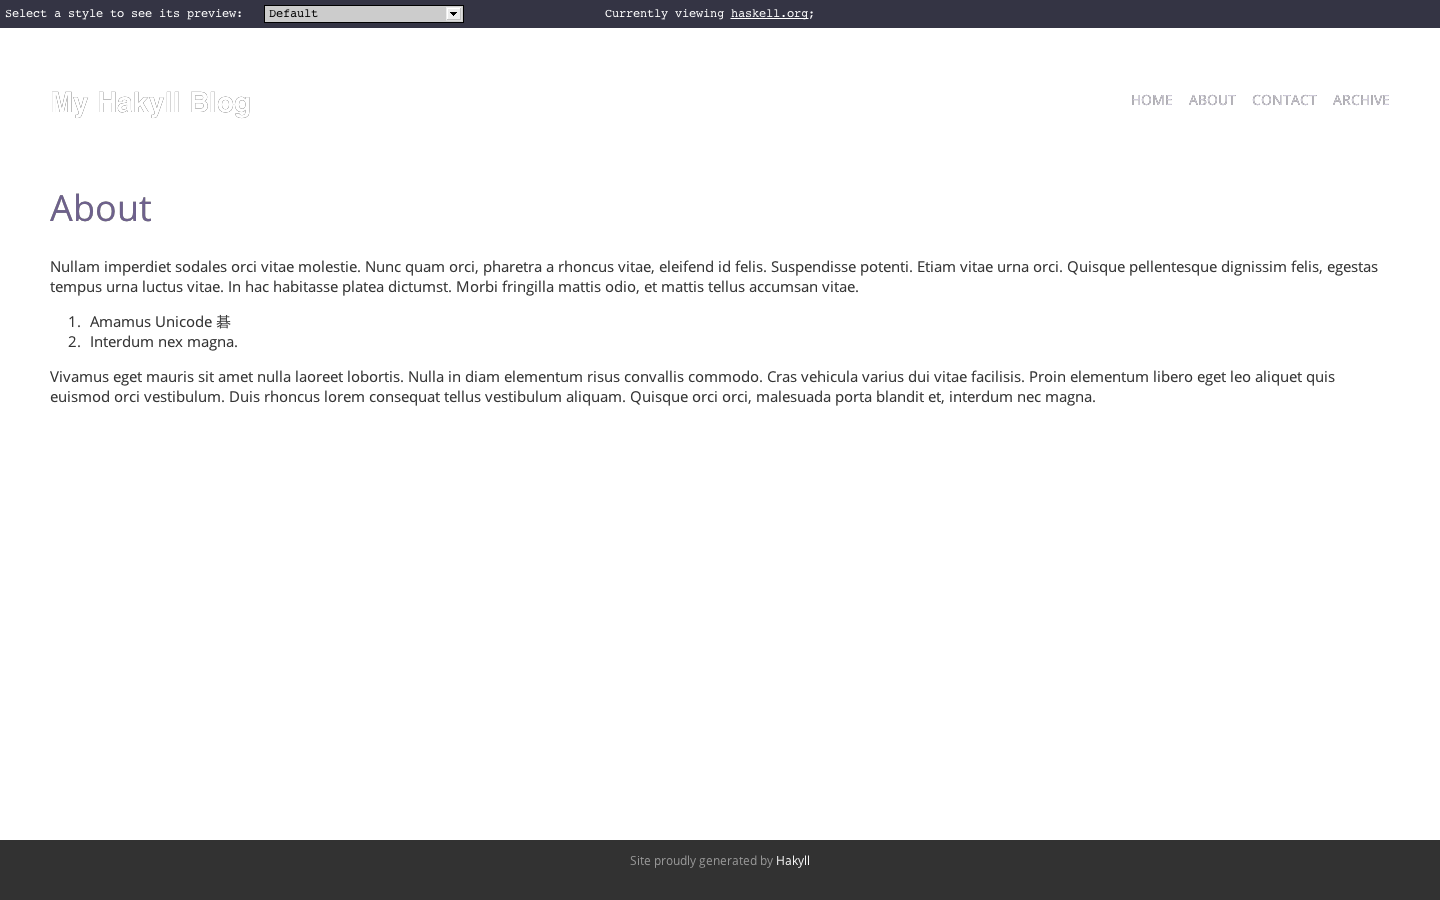 Select a style to see its preview: Default Currently viewing haskell.org;
My Hakyll Blog HOME ABOUT CONTACT ARCHIVE
About
Nullam imperdiet sodales orci vitae molestie. Nunc quam orci, pharetra a rhoncus vitae, eleifend id felis. Suspendisse potenti. Etiam vitae urna orci. Quisque pellentesque dignissim felis, egestas
tempus urna luctus vitae. In hac habitasse platea dictumst. Morbi fringilla mattis odio, et mattis tellus accumsan vitae.
1. Amamus Unicode 碁
2. Interdum nex magna.
Vivamus eget mauris sit amet nulla laoreet lobortis. Nulla in diam elementum risus convallis commodo. Cras vehicula varius dui vitae facilisis. Proin elementum libero eget leo aliquet quis
euismod orci vestibulum. Duis rhoncus lorem consequat tellus vestibulum aliquam. Quisque orci orci, malesuada porta blandit et, interdum nec magna.
Site proudly generated by Hakyll